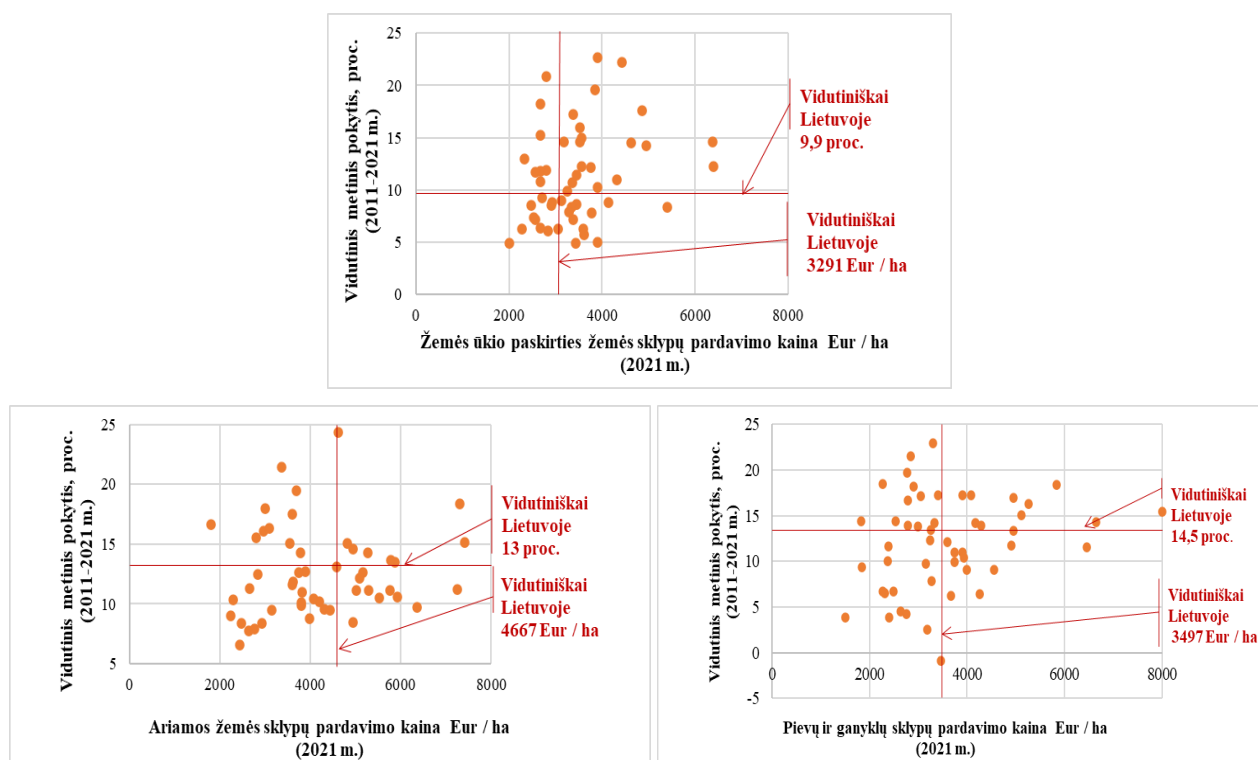 25
20
15
10
5
0
2000
4000
6000
8000
0
Vidutinis metinis pokytis, proc.
(2011-2021 m.)
Žemės ūkio paskirties žemės sklypų pardavimo kaina Eur / ha
(2021 m.)
Vidutiniškai
Lietuvoje
9,9 proc.
Vidutiniškai
Lietuvoje
3291 Eur / ha
25
20
15
10
5
0
2000
4000
6000
8000
Vidutinis metinis pokytis, proc.
(2011-2021 m.)
Ariamos žemės sklypų pardavimo kaina Eur / ha
(2021 m.)
Vidutiniškai
Lietuvoje
13 proc.
Vidutiniškai
Lietuvoje
4667 Eur / ha
25
20
15
10
5
0
-5
0
2000
4000
6000
8000
Vidutinis metinis pokytis, proc.
(2011-2021 m.)
Pievų ir ganyklų sklypų pardavimo kaina Eur / ha
(2021 m.)
Vidutiniškai
Lietuvoje
14,5 proc.
Vidutiniškai
Lietuvoje
3497 Eur / ha